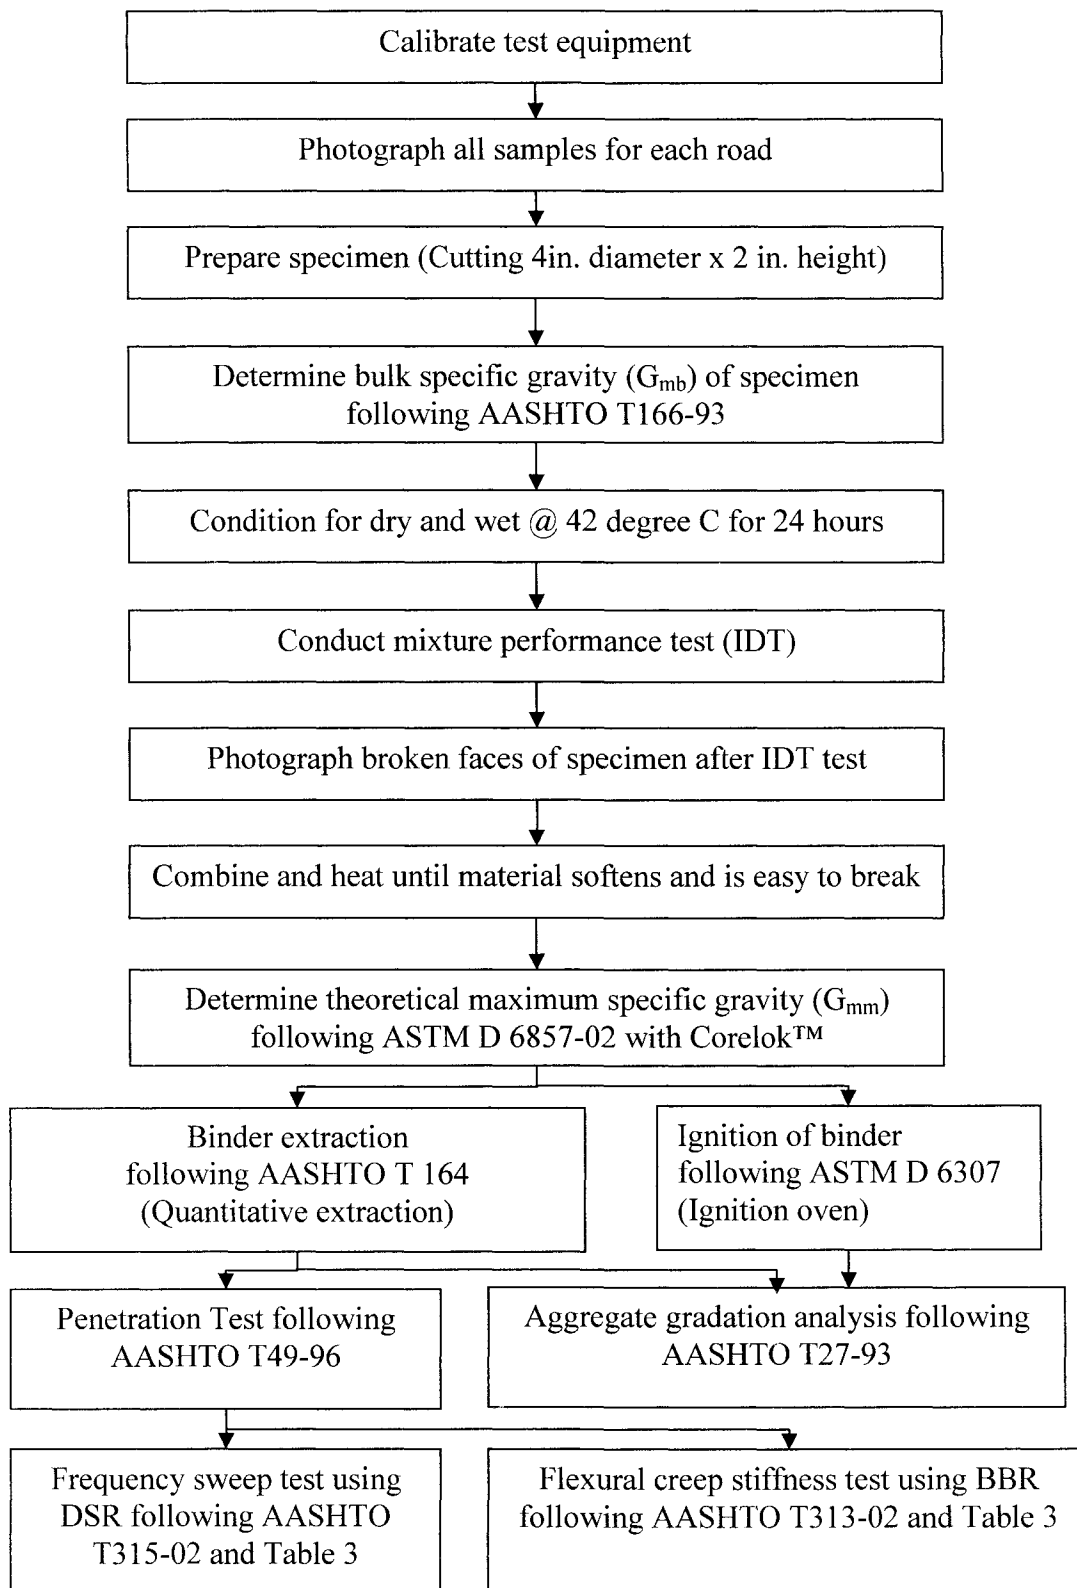 Calibrate test equipment
Photograph all samples for each road
Prepare specimen (Cutting 4in. diameter x 2 in. height)
Determine bulk specific gravity (Gmb) of specimen
following AASHTO T166-93
Condition for dry and wet @ 42 degree C for 24 hours
Conduct mixture performance test (IDT)
Photograph broken faces of specimen after IDT test
Combine and heat until material softens and is easy to break
Determine theoretical maximum specific gravity (Gmm)
following ASTM D 6857-02 with Corelok™
Binder extraction
following AASHTO T 164
(Quantitative extraction)
Ignition of binder
following ASTM D 6307
(Ignition oven)
Penetration Test following
AASHTO T49-96
Aggregate gradation analysis following
AASHTO T27-93
Frequency sweep test using
DSR following AASHTO
T315-02 and Table 3
Flexural creep stiffness test using BBR
following AASHTO T313-02 and Table 3